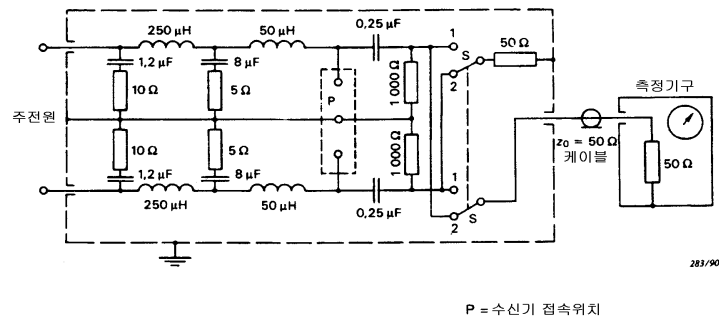 250 μH
50 μH
0,25 μF
1
50 Ω
S
2
1,2 μF
8 μF
10 Ω
5 Ω
P
1 000 Ω
측정기구
주전원
z₀ = 50 Ω
케이블
50 Ω
10 Ω
5 Ω
1 000 Ω
1,2 μF
8 μF
1
S
2
250 μH
50 μH
0,25 μF
283/90
P = 수신기 접속위치